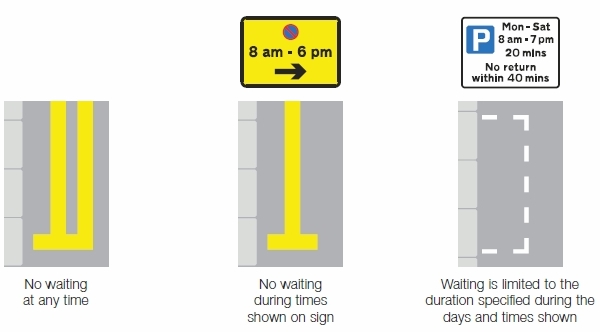 8 am - 6 pm
P
Mon - Sat
8 am - 7 pm
20 mins
No return
within 40 mins
No waiting
at any time
No waiting
during times
shown on sign
Waiting is limited to the
duration specified during the
days and times shown